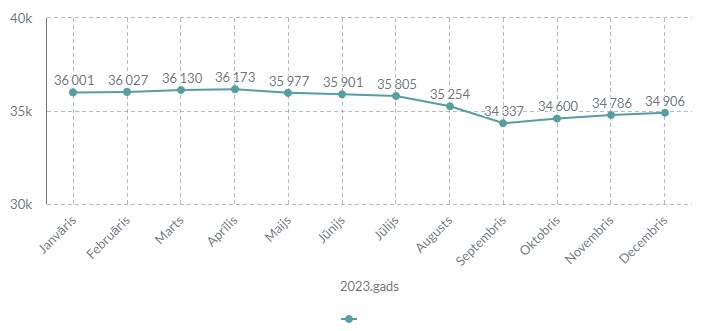 40k
36 001 36 027 36 130 36 173 35 977 35 901 35 805 35 254 34 337 34 600 34 786 34 906
35k
30k
Janvāris Februāris Marts Aprīlis Maijs Jūnijs Jūlijs Augusts Septembris Oktobris Novembris Decembris
2023.gads